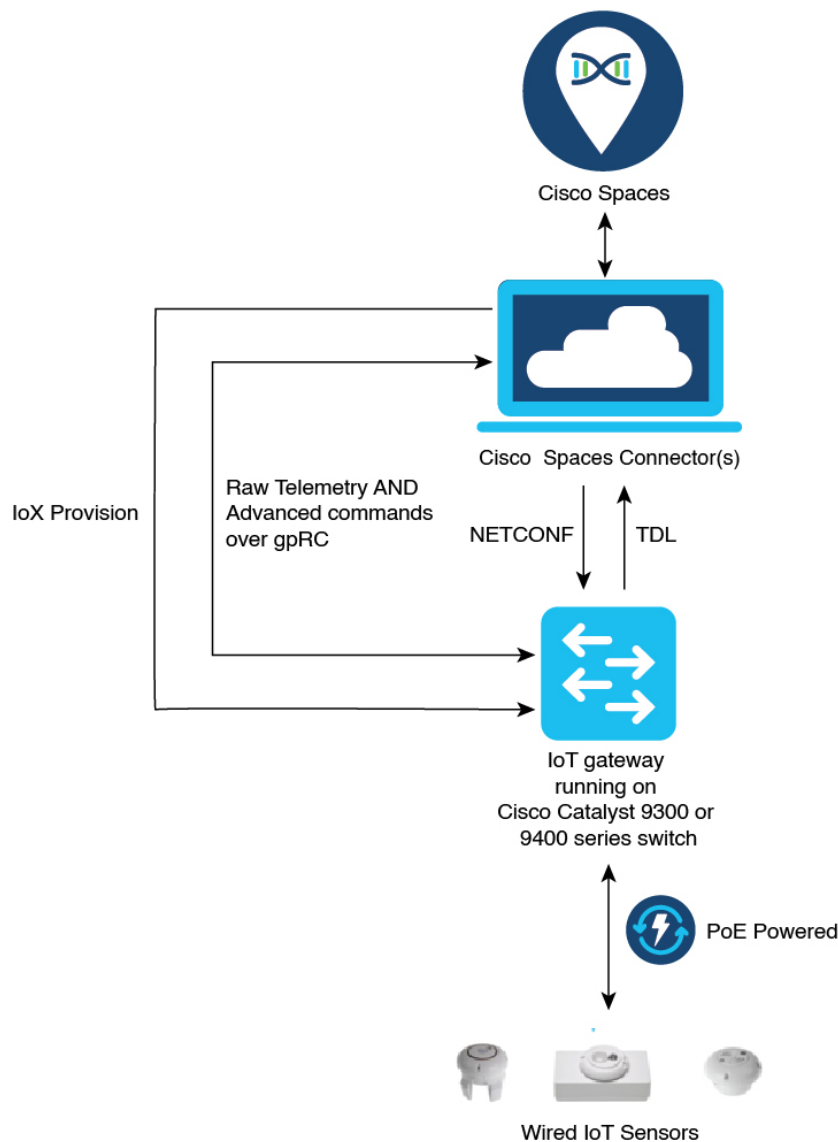 Cisco Spaces
Cisco Spaces Connector(s)
IoX Provision
Raw Telemetry AND
Advanced commands
over gpRC
NETCONF
TDL
IoT gateway
running on
Cisco Catalyst 9300 or
9400 series switch
PoE Powered
Wired IoT Sensors